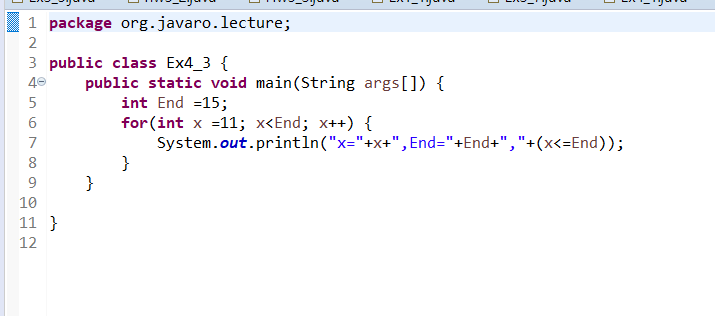 1 package org.javaro.lecture;
2
3 public class Ex4_3 {
4 public static void main(String args[]) {
5 int End =15;
6 for(int x =11; x<End; x++) {
7 System.out.println("x="+x+",End="+End+","+(x<=End));
8 }
9 }
10
11 }
12